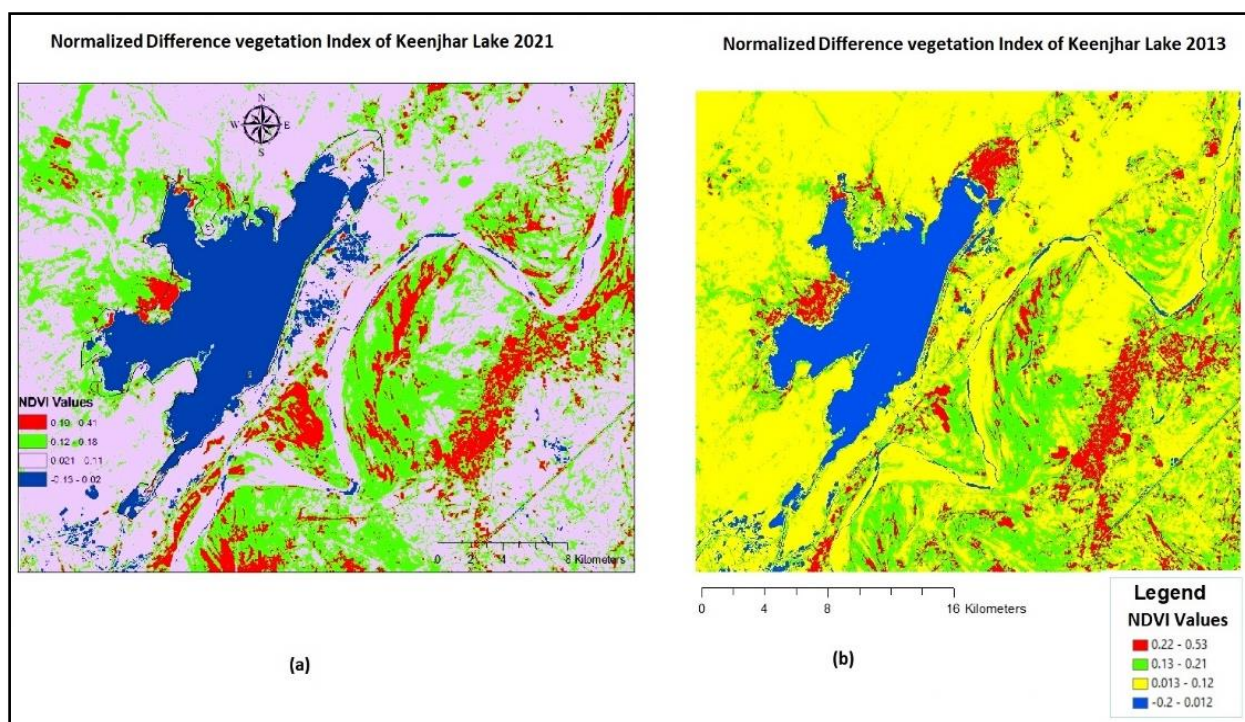 Normalized Difference vegetation Index of Keenjhar Lake 2021
Normalized Difference vegetation Index of Keenjhar Lake 2013
N
W E
S
NDVI Values
0.19 - 0.41
0.12 - 0.18
0.021 - 0.11
-0.13 - 0.02
0 2 4 8 Kilometers
0 4 8 16 Kilometers
Legend
NDVI Values
0.22 - 0.53
0.13 - 0.21
0.013 - 0.12
-0.2 - 0.012
(a)
(b)